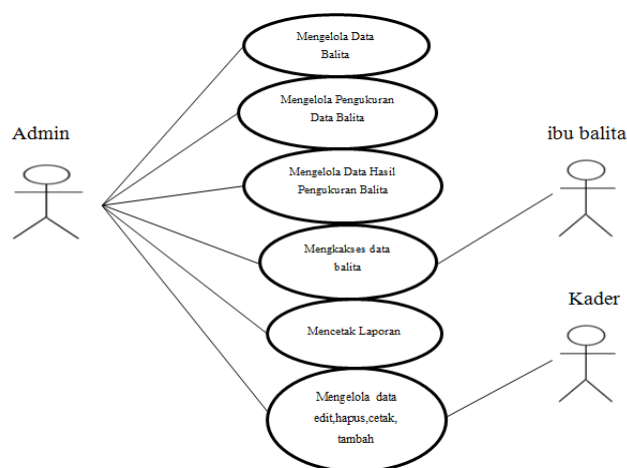 Mengelola Data
Balita
Mengelola Pengukuran
Data Balita
Admin
ibu balita
Mengelola Data Hasil
Pengukuran Balita
Mengkakses data
balita
Kader
Mencetak Laporan
Mengelola data
edit,hapus,cetak,
tambah